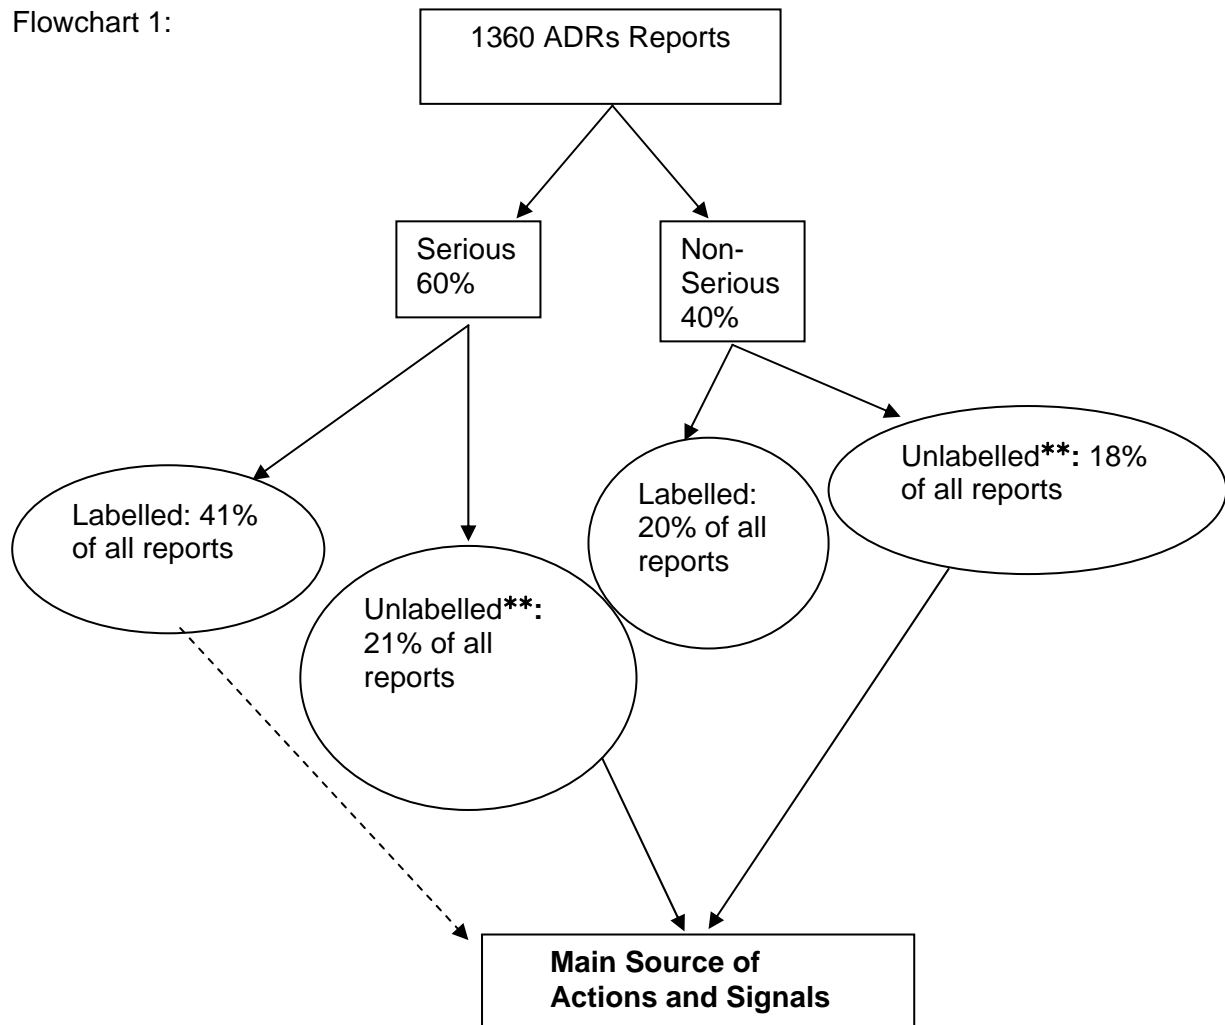 Flowchart 1:
1360 ADRs Reports
Serious
60%
Non-
Serious
40%
Labelled: 41%
of all reports
Unlabelled**:
21% of all
reports
Labelled:
20% of all
reports
Unlabelled**: 18%
of all reports
Main Source of
Actions and Signals